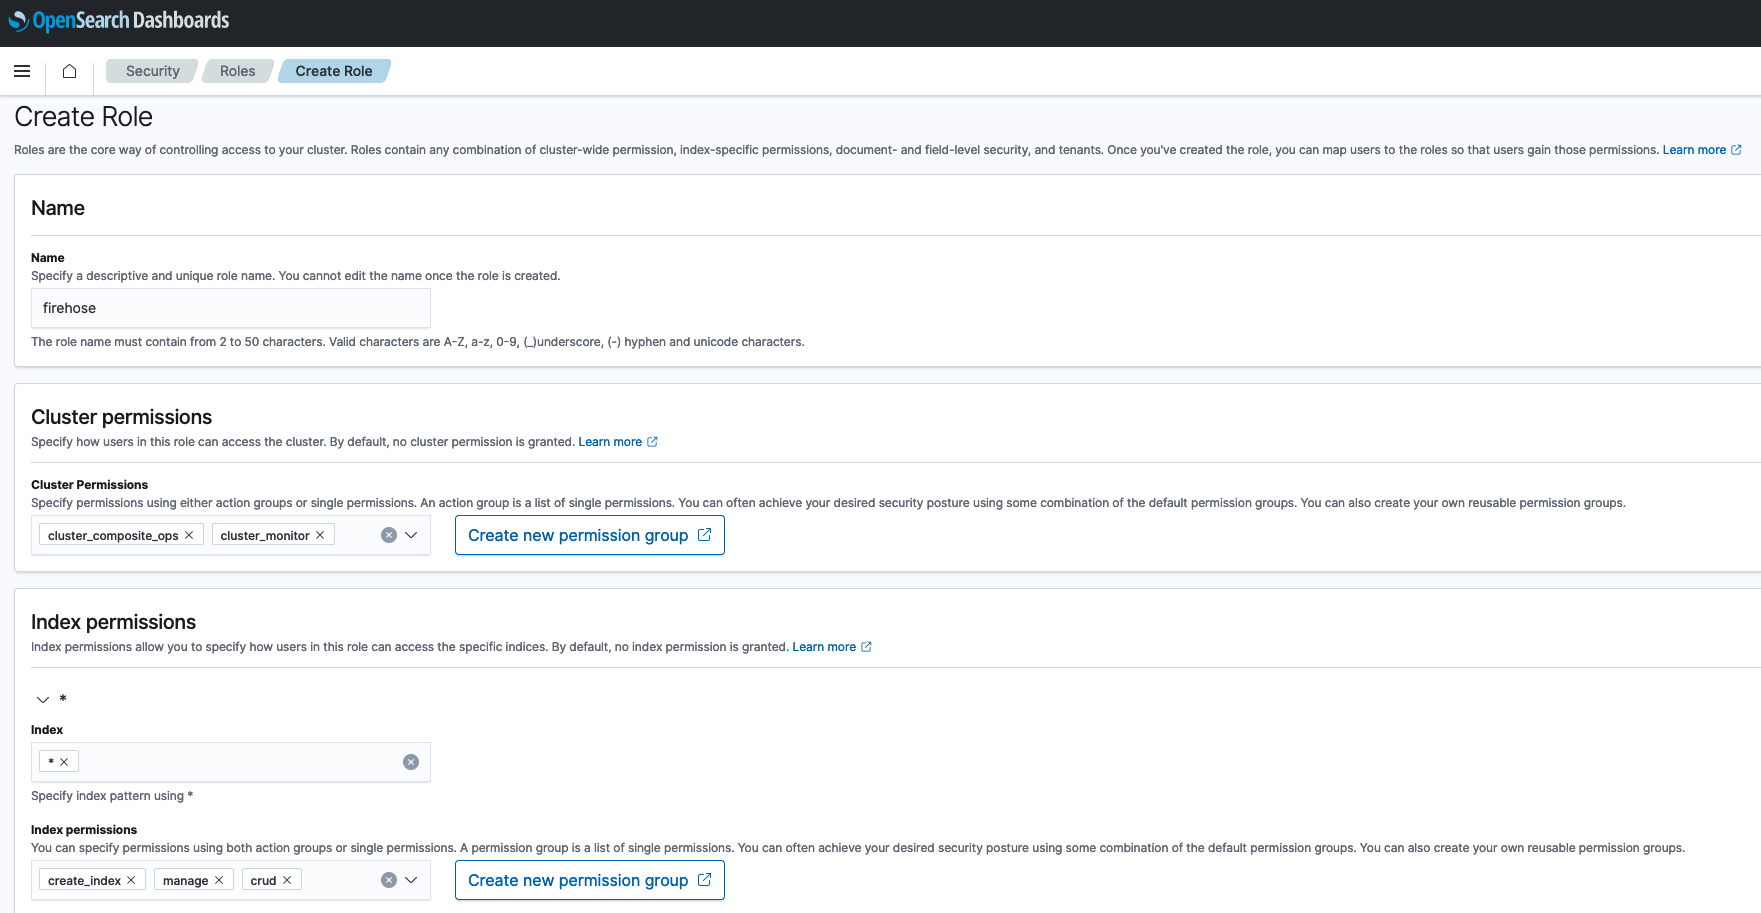 OpenSearch Dashboards
Security Roles Create Role
Create Role
Roles are the core way of controlling access to your cluster. Roles contain any combination of cluster-wide permission, index-specific permissions, document- and field-level security, and tenants. Once you've created the role, you can map users to the roles so that users gain those permissions. Learn more
Name
Name
Specify a descriptive and unique role name. You cannot edit the name once the role is created.
firehose
The role name must contain from 2 to 50 characters. Valid characters are A-Z, a-z, 0-9, (_)underscore, (-) hyphen and unicode characters.
Cluster permissions
Specify how users in this role can access the cluster. By default, no cluster permission is granted. Learn more
Cluster Permissions
Specify permissions using either action groups or single permissions. An action group is a list of single permissions. You can often achieve your desired security posture using some combination of the default permission groups. You can also create your own reusable permission groups.
cluster_composite_ops cluster_monitor Create new permission group
Index permissions
Index permissions allow you to specify how users in this role can access the specific indices. By default, no index permission is granted. Learn more
*
Index
*
Specify index pattern using *
Index permissions
You can specify permissions using both action groups or single permissions. A permission group is a list of single permissions. You can often achieve your desired security posture using some combination of the default permission groups. You can also create your own reusable permission groups.
create_index manage crud Create new permission group